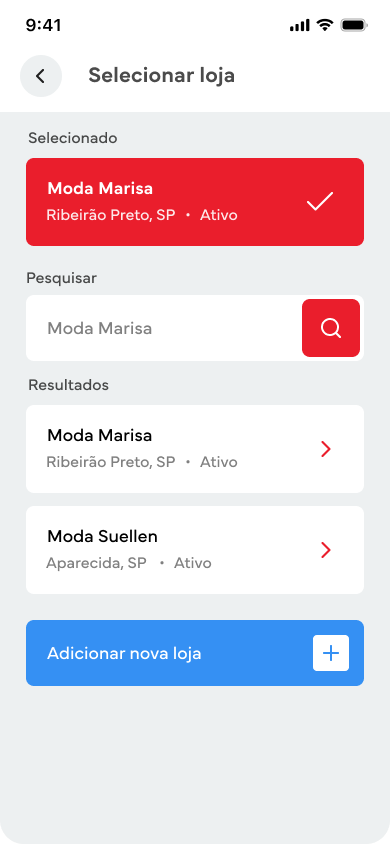 9:41
Selecionar loja
Selecionado
Moda Marisa
Ribeirão Preto, SP • Ativo
Pesquisar
Moda Marisa
Resultados
Moda Marisa
Ribeirão Preto, SP • Ativo
Moda Suellen
Aparecida, SP • Ativo
Adicionar nova loja